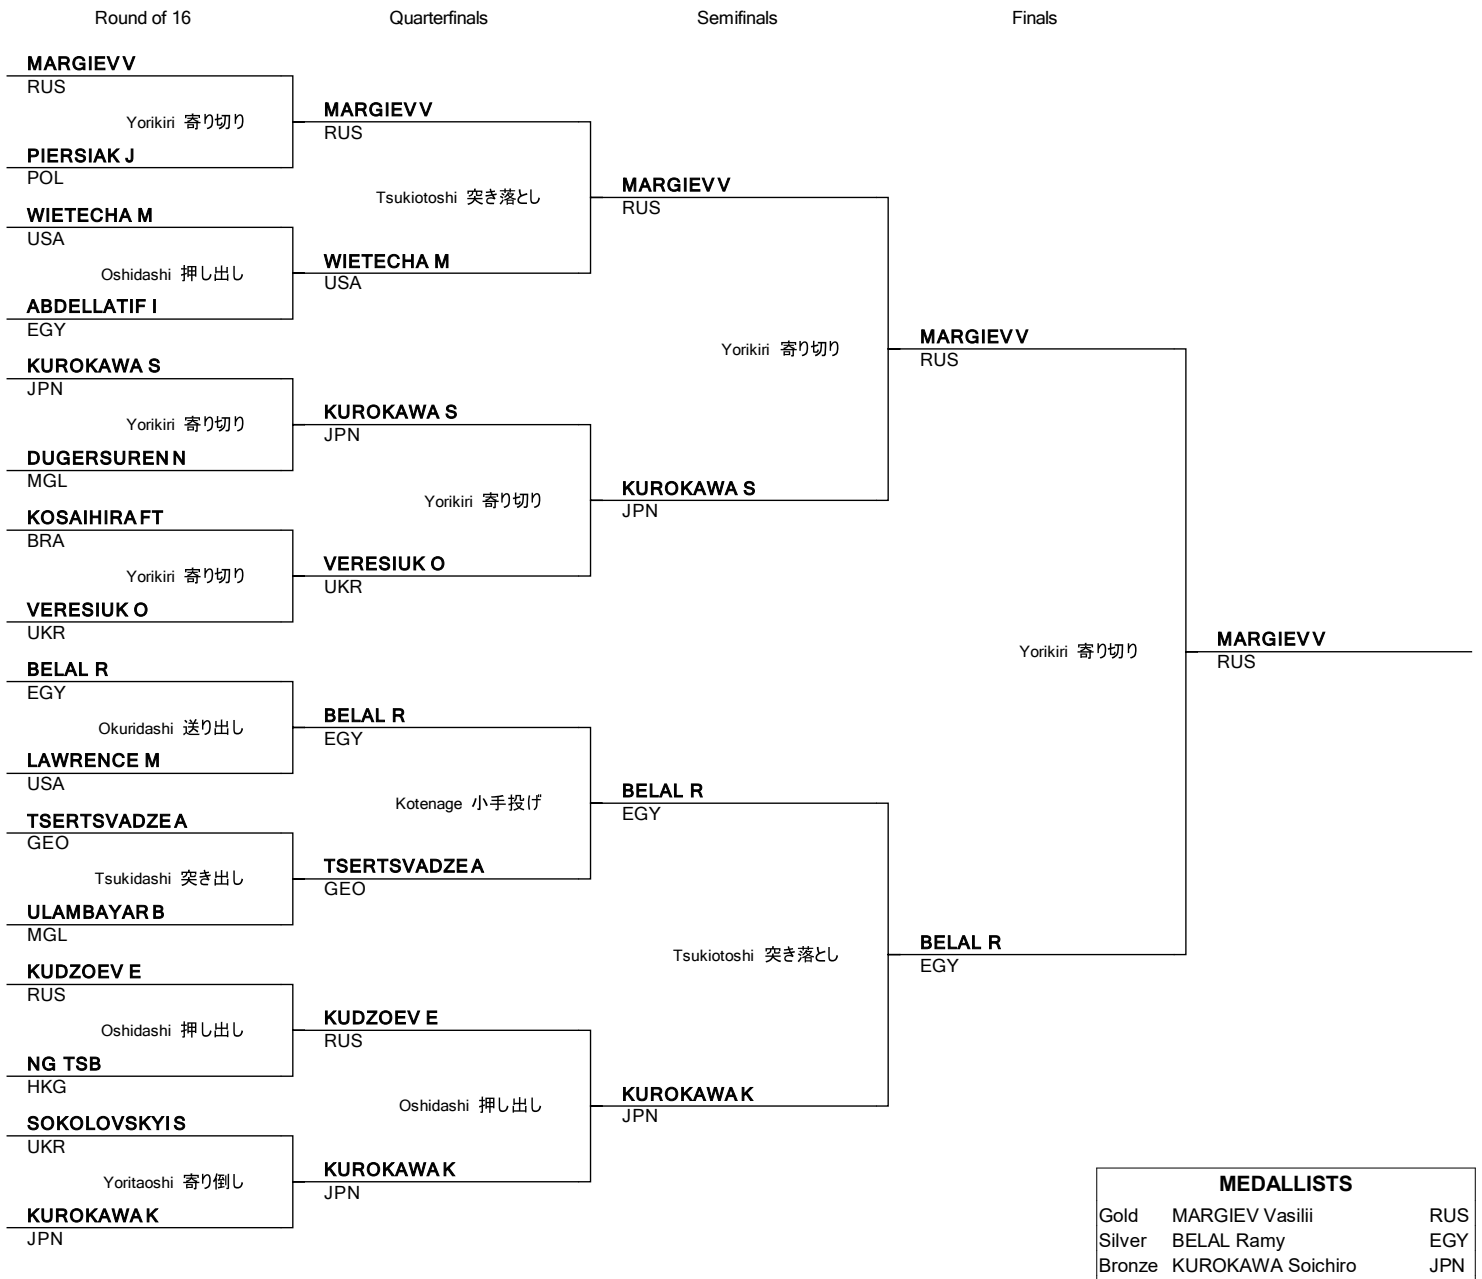 Round of 16 Quarterfinals Semifinals Finals
MARGIEV V
RUS
Yorikiri 寄り切り
PIERSIAK J
POL
WIETECHA M
USA
Oshidashi 押し出し
ABDELLATIF I
EGY
KUROKAWA S
JPN
Yorikiri 寄り切り
DUGERSUREN N
MGL
KOSAIHIRA FT
BRA
Yorikiri 寄り切り
VERESIUK O
UKR
BELAL R
EGY
Okuridashi 送り出し
LAWRENCE M
USA
TSERTSVADZE A
GEO
Tsukidashi 突き出し
ULAMBAYAR B
MGL
KUDZOEV E
RUS
Oshidashi 押し出し
NG TSB
HKG
SOKOLOVSKYI S
UKR
Yoritaoshi 寄り倒し
KUROKAWA K
JPN
MARGIEV V
RUS
Tsukiotoshi 突き落とし
WIETECHA M
USA
KUROKAWA S
JPN
Yorikiri 寄り切り
VERESIUK O
UKR
BELAL R
EGY
Kotenage 小手投げ
TSERTSVADZE A
GEO
KUDZOEV E
RUS
Oshidashi 押し出し
KUROKAWA K
JPN
MARGIEV V
RUS
Yorikiri 寄り切り
KUROKAWA S
JPN
BELAL R
EGY
Tsukiotoshi 突き落とし
KUROKAWA K
JPN
MARGIEV V
RUS
Yorikiri 寄り切り
BELAL R
EGY
MARGIEV V
RUS
MEDALLISTS
Gold MARGIEV Vasilii RUS
Silver BELAL Ramy EGY
Bronze KUROKAWA Soichiro JPN